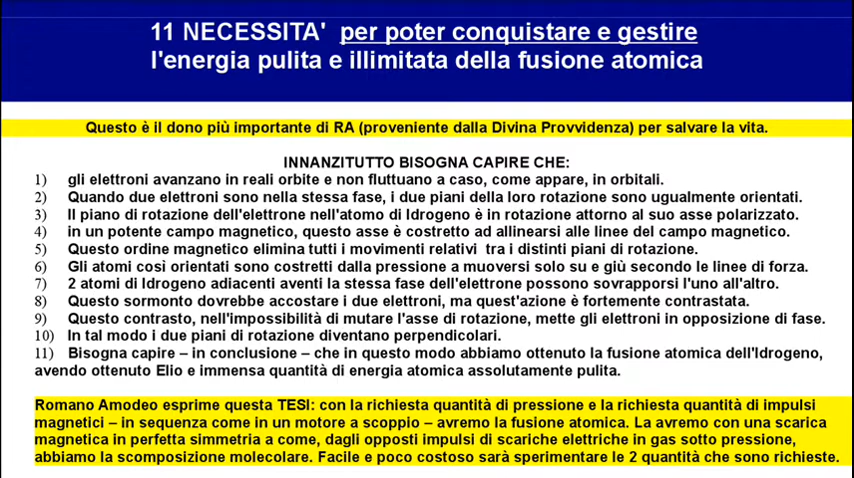 11 NECESSITA' per poter conquistare e gestire
l'energia pulita e illimitata della fusione atomica
Questo è il dono più importante di RA (proveniente dalla Divina Provvidenza) per salvare la vita.
INNANZITUTTO BISOGNA CAPIRE CHE:
1) gli elettroni avanzano in reali orbite e non fluttuano a caso, come appare, in orbitali.
2) Quando due elettroni sono nella stessa fase, i due piani della loro rotazione sono ugualmente orientati.
3) Il piano di rotazione dell'elettrone nell'atomo di Idrogeno è in rotazione attorno al suo asse polarizzato.
4) in un potente campo magnetico, questo asse è costretto ad allinearsi alle linee del campo magnetico.
5) Questo ordine magnetico elimina tutti i movimenti relativi tra i distinti piani di rotazione.
6) Gli atomi così orientati sono costretti dalla pressione a muoversi solo su e giù secondo le linee di forza.
7) 2 atomi di Idrogeno adiacenti aventi la stessa fase dell'elettrone possono sovrapporsi l'uno all'altro.
8) Questo sormonto dovrebbe accostare i due elettroni, ma quest'azione è fortemente contrastata.
9) Questo contrasto, nell'impossibilità di mutare l'asse di rotazione, mette gli elettroni in opposizione di fase.
10) In tal modo i due piani di rotazione diventano perpendicolari.
11) Bisogna capire – in conclusione – che in questo modo abbiamo ottenuto la fusione atomica dell'Idrogeno,
avendo ottenuto Elio e immensa quantità di energia atomica assolutamente pulita.
Romano Amodeo esprime questa TESI: con la richiesta quantità di pressione e la richiesta quantità di impulsi
magnetici – in sequenza come in un motore a scoppio – avremo la fusione atomica. La avremo con una scarica
magnetica in perfetta simmetria a come, dagli opposti impulsi di scariche elettriche in gas sotto pressione,
abbiamo la scomposizione molecolare. Facile e poco costoso sarà sperimentare le 2 quantità che sono richieste.